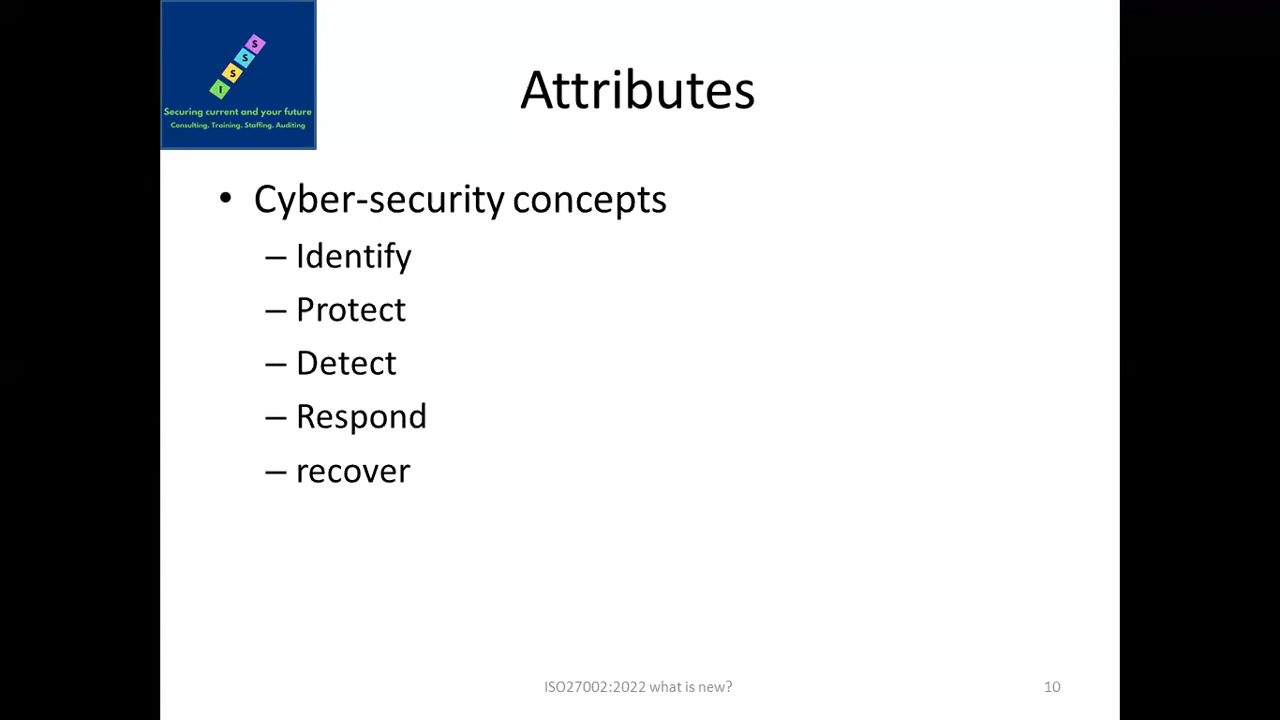 S
S
S
I
Securing current and your future
Consulting. Training. Staffing. Auditing
Attributes
• Cyber-security concepts
– Identify
– Protect
– Detect
– Respond
– recover
ISO27002:2022 what is new?
10